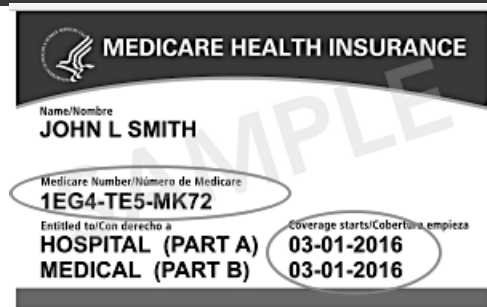 MEDICARE HEALTH INSURANCE
SAMPLE
Name/Nombre
JOHN L SMITH
Medicare Number/Número de Medicare
1EG4-TE5-MK72
Entitled to/Con derecho a
Coverage starts/Cobertura empieza
HOSPITAL (PART A) 03-01-2016
MEDICAL (PART B) 03-01-2016